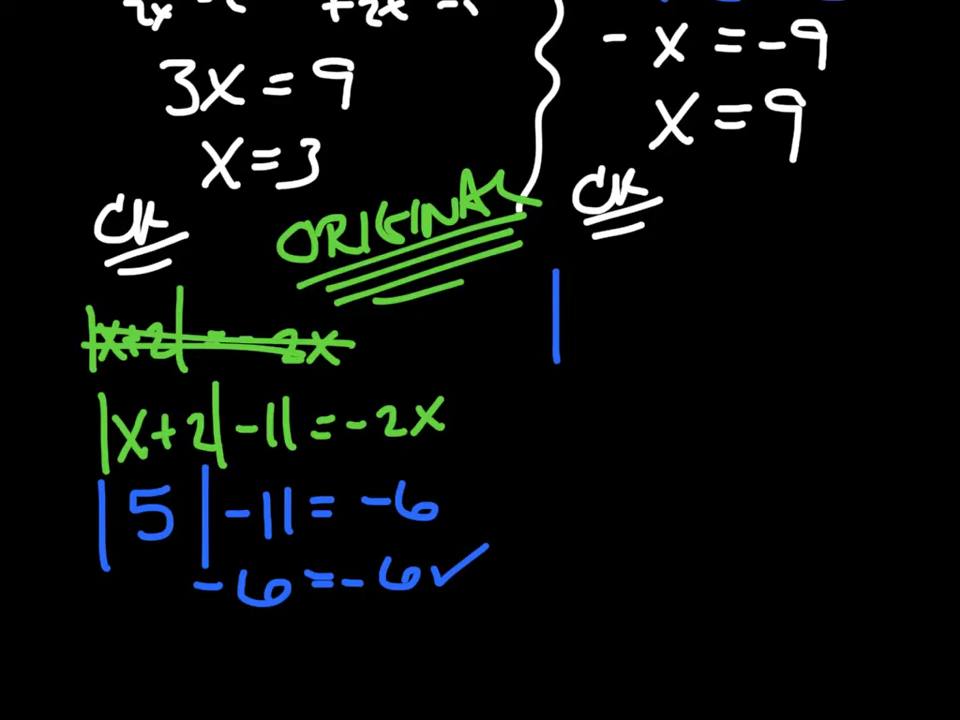 3x = 9
x = 3
CK
ORIGINAL
|x+2| - 11 = -2x
|5| - 11 = -6
-6 = -6 ✓
-x = -9
x = 9
CK
|